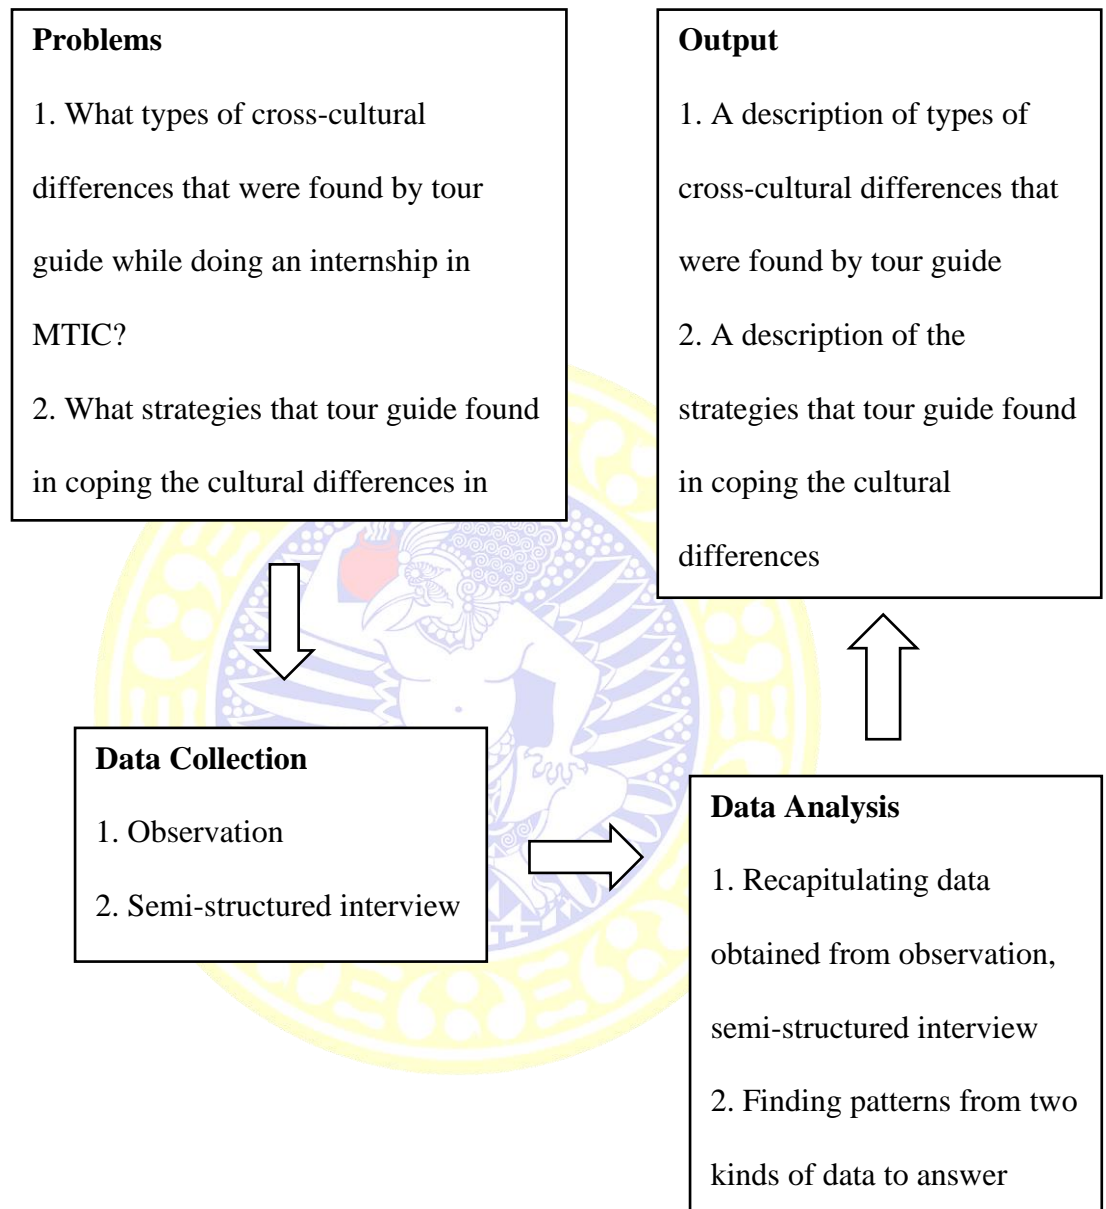 Problems
1. What types of cross-cultural
differences that were found by tour
guide while doing an internship in
MTIC?
2. What strategies that tour guide found
in coping the cultural differences in
Data Collection
1. Observation
2. Semi-structured interview
Data Analysis
1. Recapitulating data
obtained from observation,
semi-structured interview
2. Finding patterns from two
kinds of data to answer
Output
1. A description of types of
cross-cultural differences that
were found by tour guide
2. A description of the
strategies that tour guide found
in coping the cultural
differences